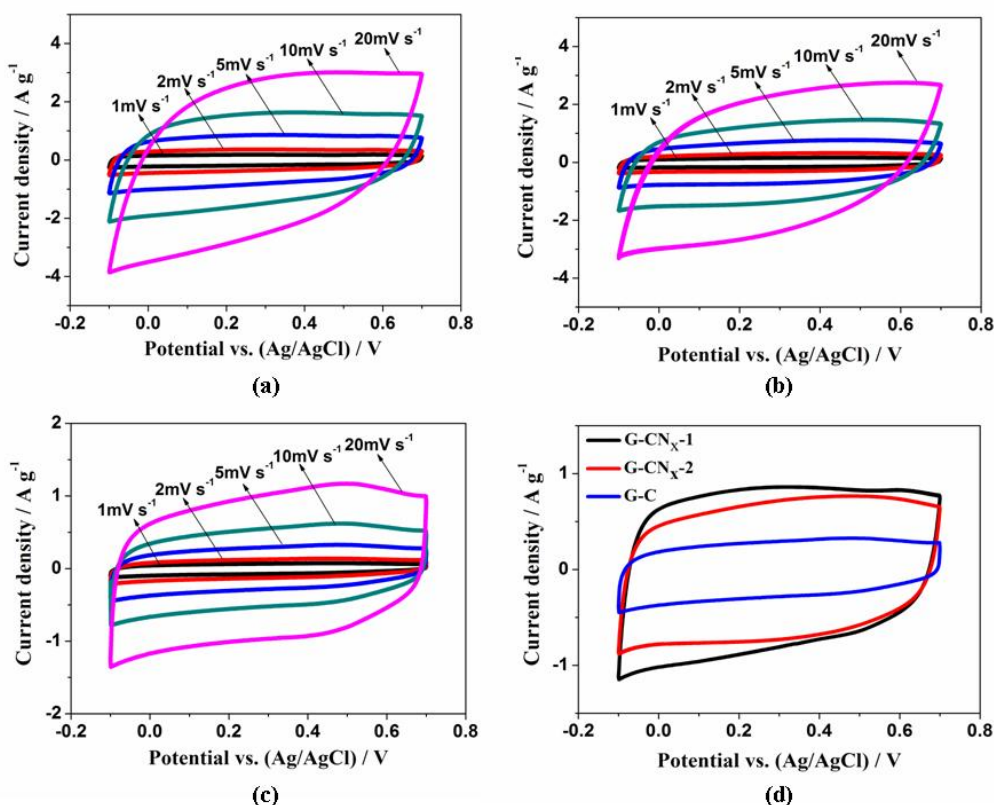 4
2
0
-2
-4
-0.2 0.0 0.2 0.4 0.6 0.8
Current density / A g⁻¹
Potential vs. (Ag/AgCl) / V
1mV s⁻¹
2mV s⁻¹
5mV s⁻¹
10mV s⁻¹
20mV s⁻¹
(a)
4
2
0
-2
-4
-0.2 0.0 0.2 0.4 0.6 0.8
Current density / A g⁻¹
Potential vs. (Ag/AgCl) / V
1mV s⁻¹
2mV s⁻¹
5mV s⁻¹
10mV s⁻¹
20mV s⁻¹
(b)
2
1
0
-1
-2
-0.2 0.0 0.2 0.4 0.6 0.8
Current density / A g⁻¹
Potential vs. (Ag/AgCl) / V
1mV s⁻¹
2mV s⁻¹
5mV s⁻¹
10mV s⁻¹
20mV s⁻¹
(c)
1
0
-1
-0.2 0.0 0.2 0.4 0.6 0.8
Current density / A g⁻¹
Potential vs. (Ag/AgCl) / V
G-CNₓ-1
G-CNₓ-2
G-C
(d)